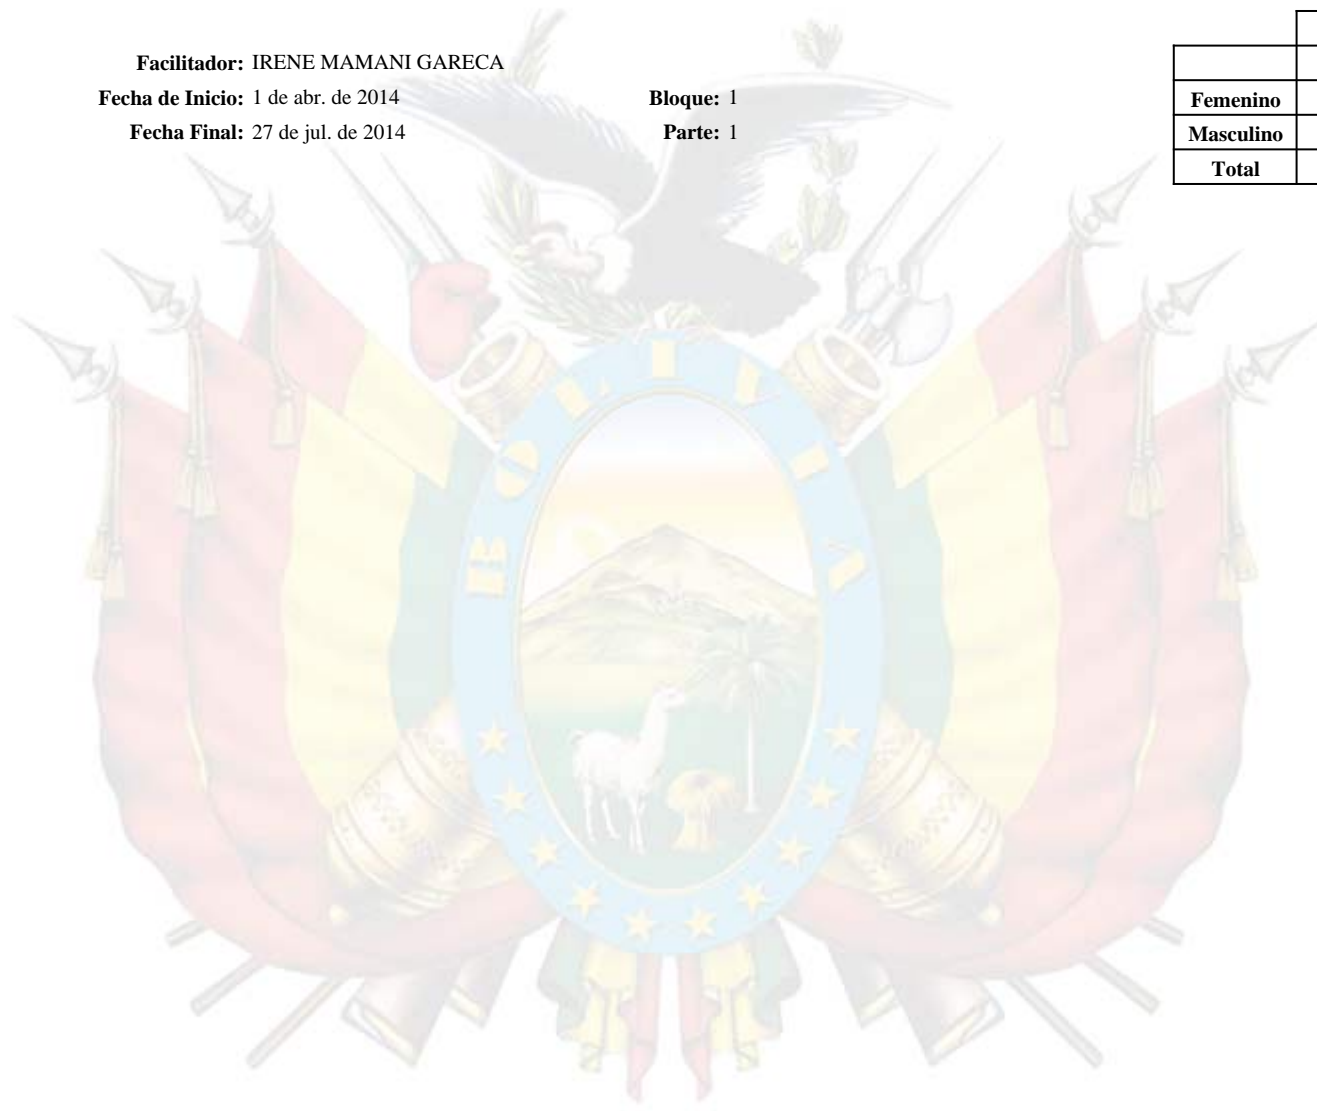 Facilitador: IRENE MAMANI GARECA
Fecha de Inicio: 1 de abr. de 2014 Bloque: 1
Fecha Final: 27 de jul. de 2014 Parte: 1
Femenino
Masculino
Total
BOLIVIA